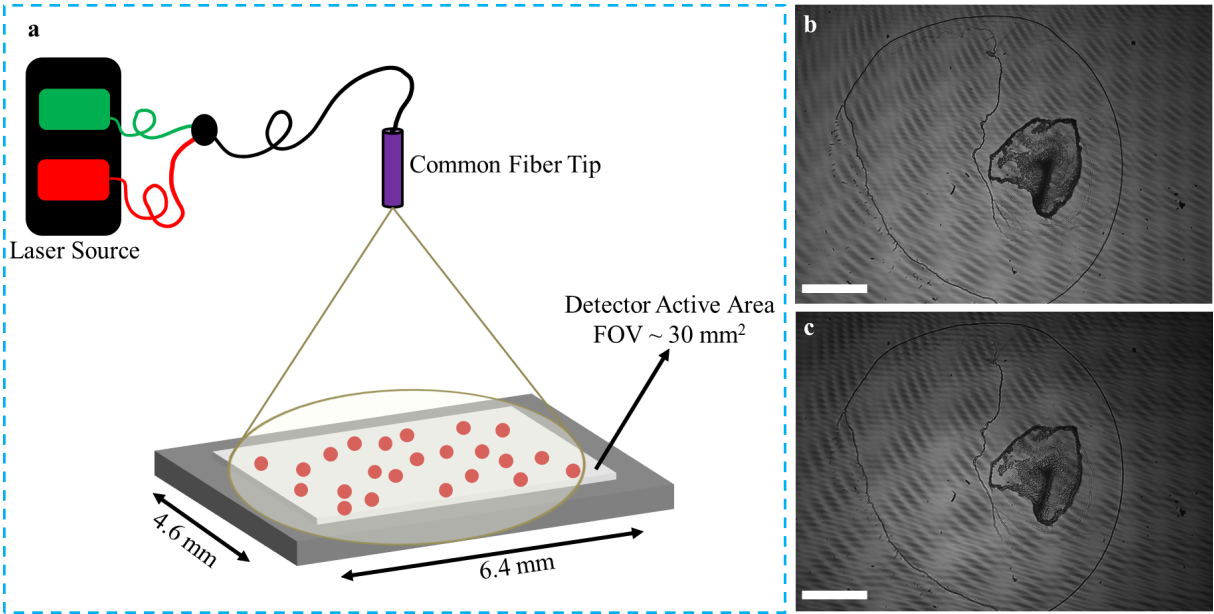 a
Laser Source
Common Fiber Tip
Detector Active Area
FOV ~ 30 mm²
4.6 mm
6.4 mm
b
c